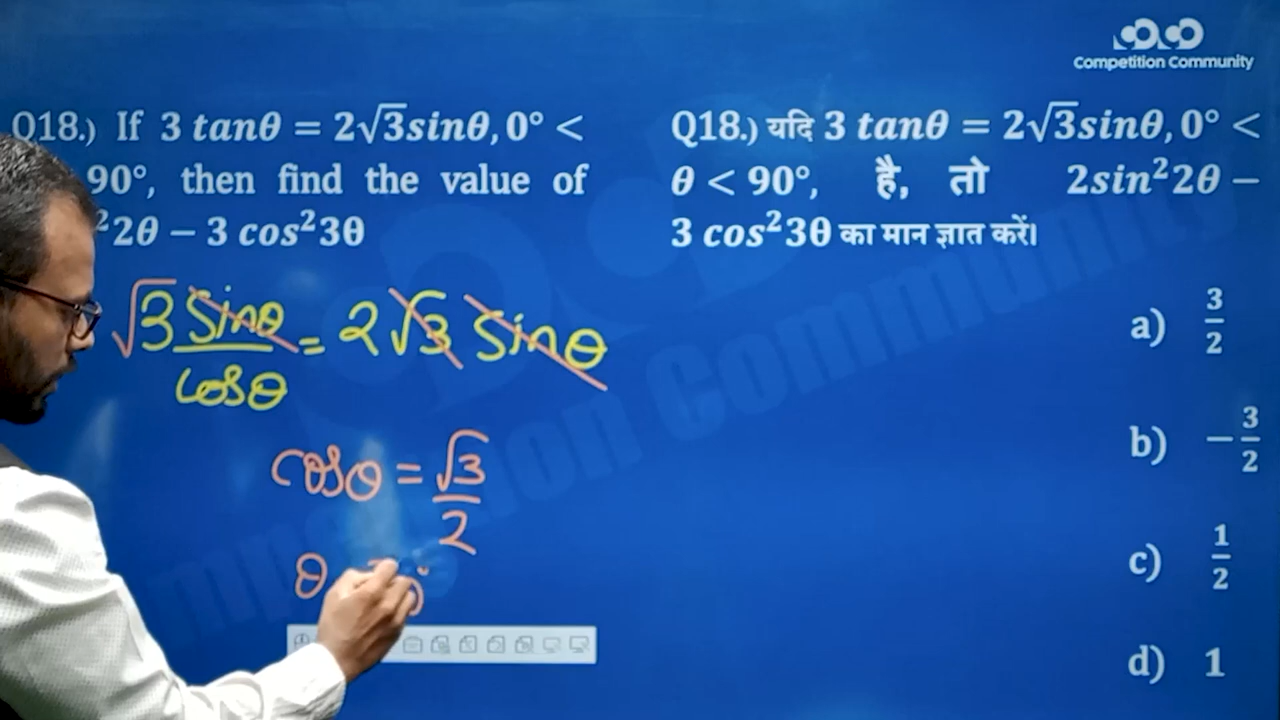 Competition Community
Q18.) If 3 tanθ = 2√3sinθ, 0° <
90°, then find the value of
²2θ − 3 cos²3θ
Q18.) यदि 3 tanθ = 2√3sinθ, 0° <
θ < 90°, है, तो 2sin²2θ −
3 cos²3θ का मान ज्ञात करें।
√3 sinθ/cosθ = 2√3 sinθ
cosθ = √3/2
θ
a) 3/2
b) −3/2
c) 1/2
d) 1